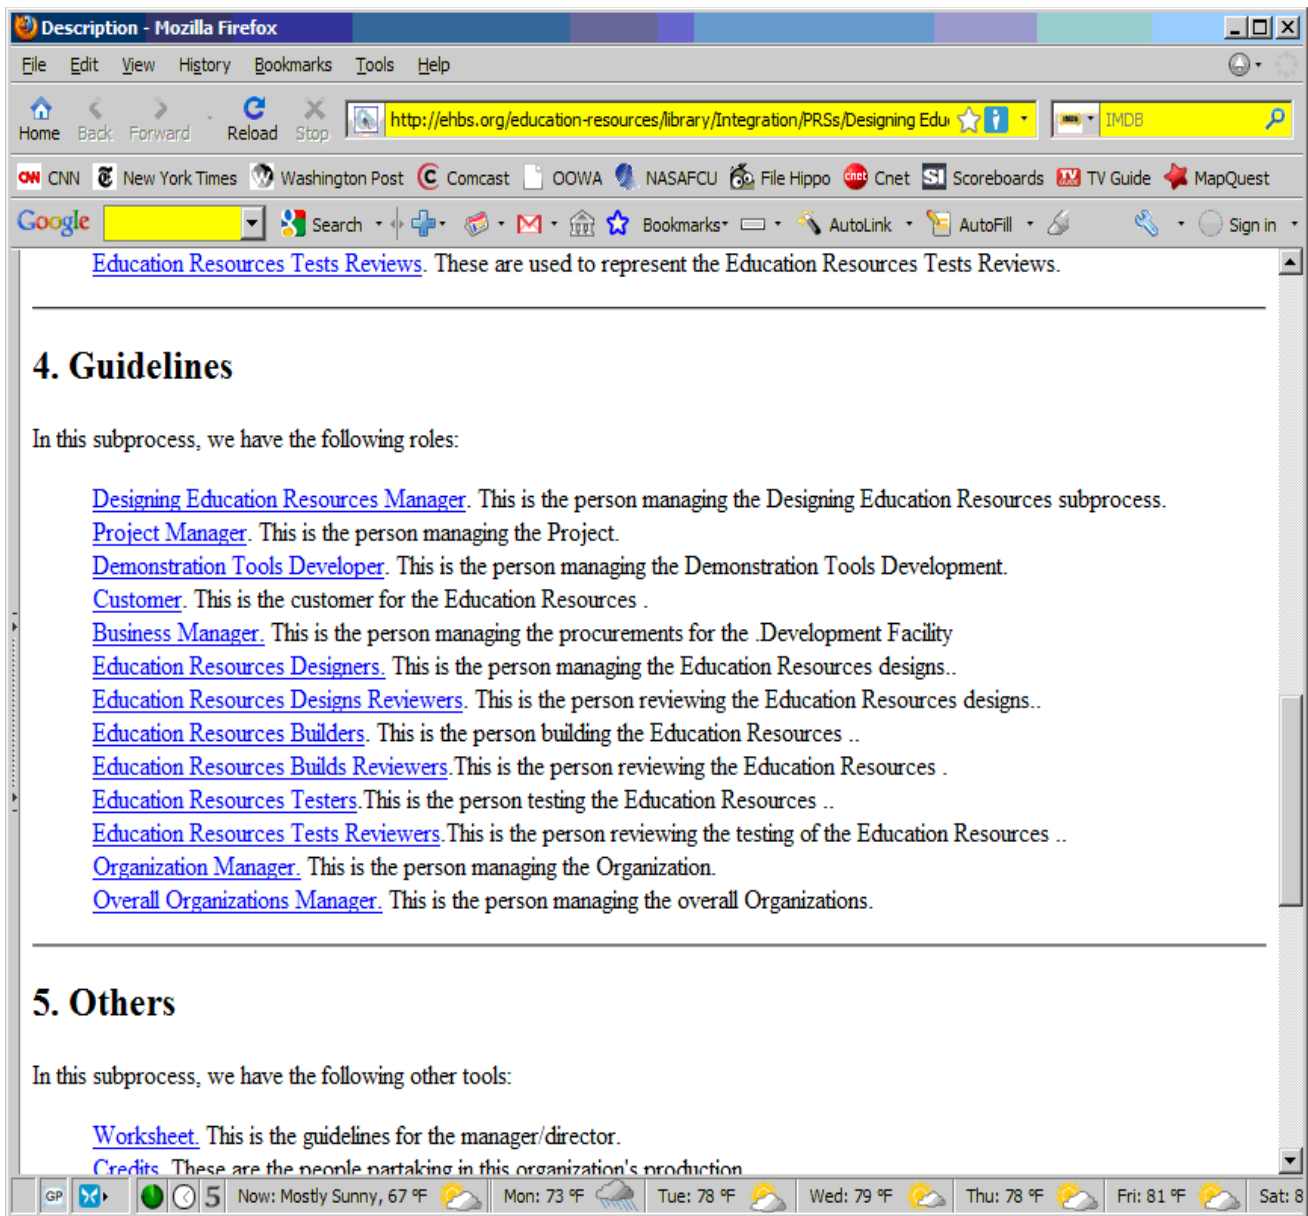 Description - Mozilla Firefox
File Edit View History Bookmarks Tools Help
Home Back Forward Reload Stop http://ehbs.org/education-resources/library/Integration/PRSs/Designing Edu IMDB
CNN New York Times Washington Post Comcast OOWA NASAFCU File Hippo Cnet Scoreboards TV Guide MapQuest
Google Search Bookmarks AutoLink AutoFill Sign in
Education Resources Tests Reviews. These are used to represent the Education Resources Tests Reviews.
4. Guidelines
In this subprocess, we have the following roles:
Designing Education Resources Manager. This is the person managing the Designing Education Resources subprocess.
Project Manager. This is the person managing the Project.
Demonstration Tools Developer. This is the person managing the Demonstration Tools Development.
Customer. This is the customer for the Education Resources .
Business Manager. This is the person managing the procurements for the .Development Facility
Education Resources Designers. This is the person managing the Education Resources designs..
Education Resources Designs Reviewers. This is the person reviewing the Education Resources designs..
Education Resources Builders. This is the person building the Education Resources ..
Education Resources Builds Reviewers.This is the person reviewing the Education Resources .
Education Resources Testers.This is the person testing the Education Resources ..
Education Resources Tests Reviewers.This is the person reviewing the testing of the Education Resources ..
Organization Manager. This is the person managing the Organization.
Overall Organizations Manager. This is the person managing the overall Organizations.
5. Others
In this subprocess, we have the following other tools:
Worksheet. This is the guidelines for the manager/director.
Credits. These are the people partaking in this organization's production
GP 5 Now: Mostly Sunny, 67 °F Mon: 73 °F Tue: 78 °F Wed: 79 °F Thu: 78 °F Fri: 81 °F Sat: 8